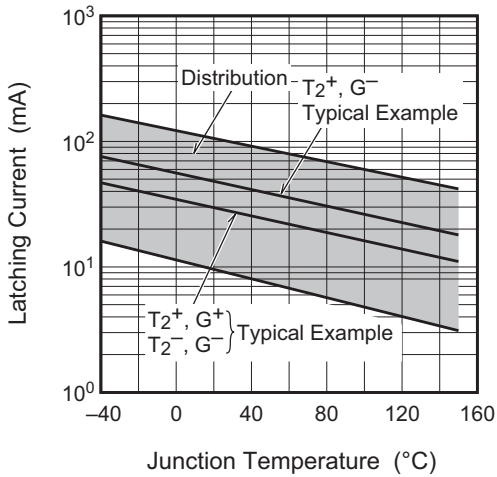 Latching Current (mA)
10³
10²
10¹
10⁰
Distribution
T2⁺, G⁻
Typical Example
T2⁺, G⁺
T2⁻, G⁻
Typical Example
–40 0 40 80 120 160
Junction Temperature (°C)